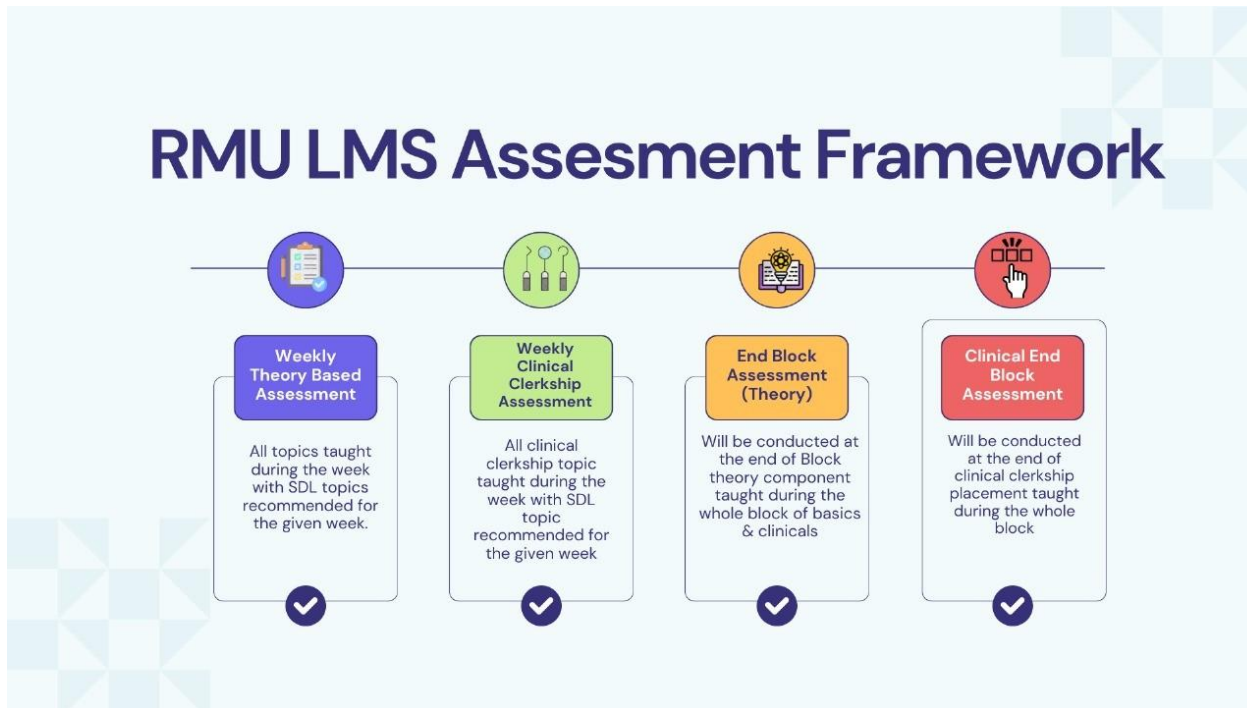 RMU LMS Assesment Framework
Weekly
Theory Based
Assessment
All topics taught
during the week
with SDL topics
recommended for
the given week.
Weekly
Clinical
Clerkship
Assessment
All clinical
clerkship topic
taught during the
week with SDL
topic
recommended for
the given week
End Block
Assessment
(Theory)
Will be conducted at
the end of Block
theory component
taught during the
whole block of basics
& clinicals
Clinical End
Block
Assessment
Will be conducted
at the end of
clinical clerkship
placement taught
during the whole
block